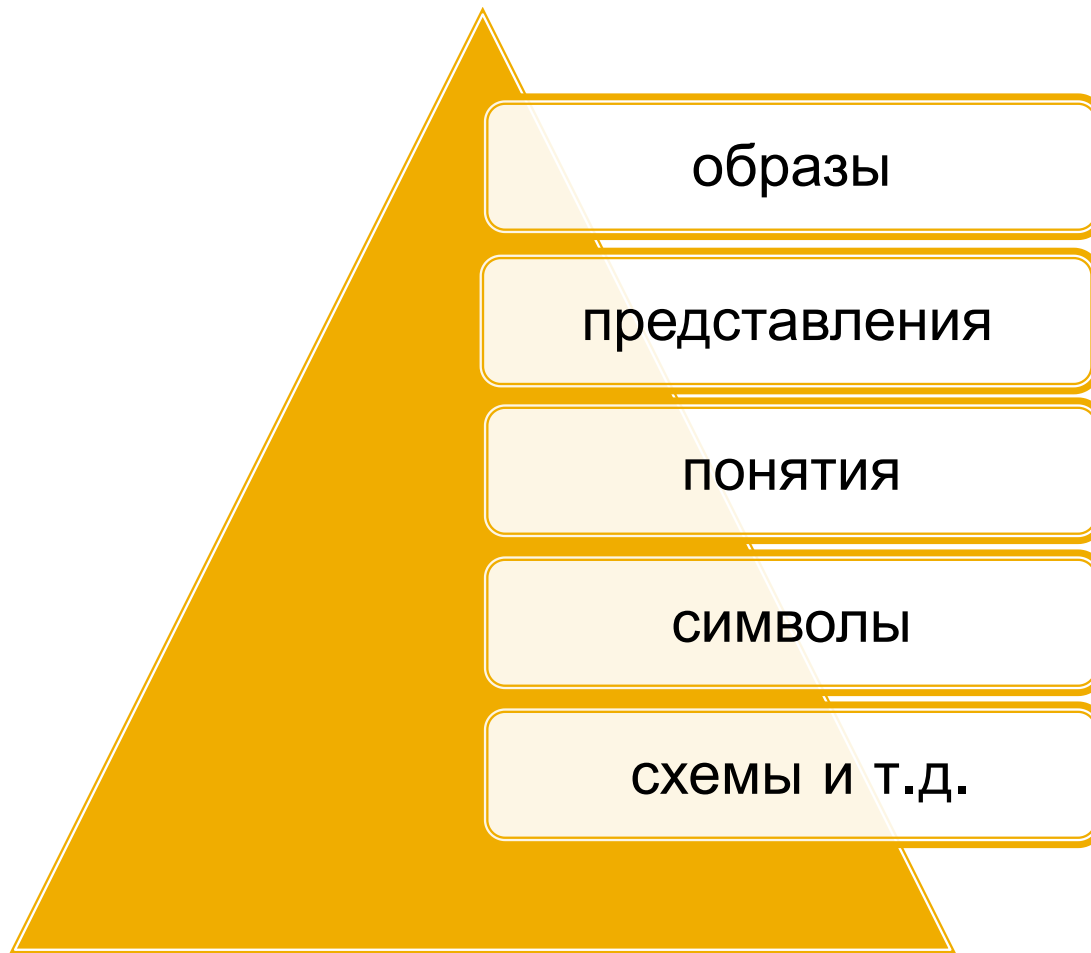 образы
представления
понятия
символы
схемы и т.д.